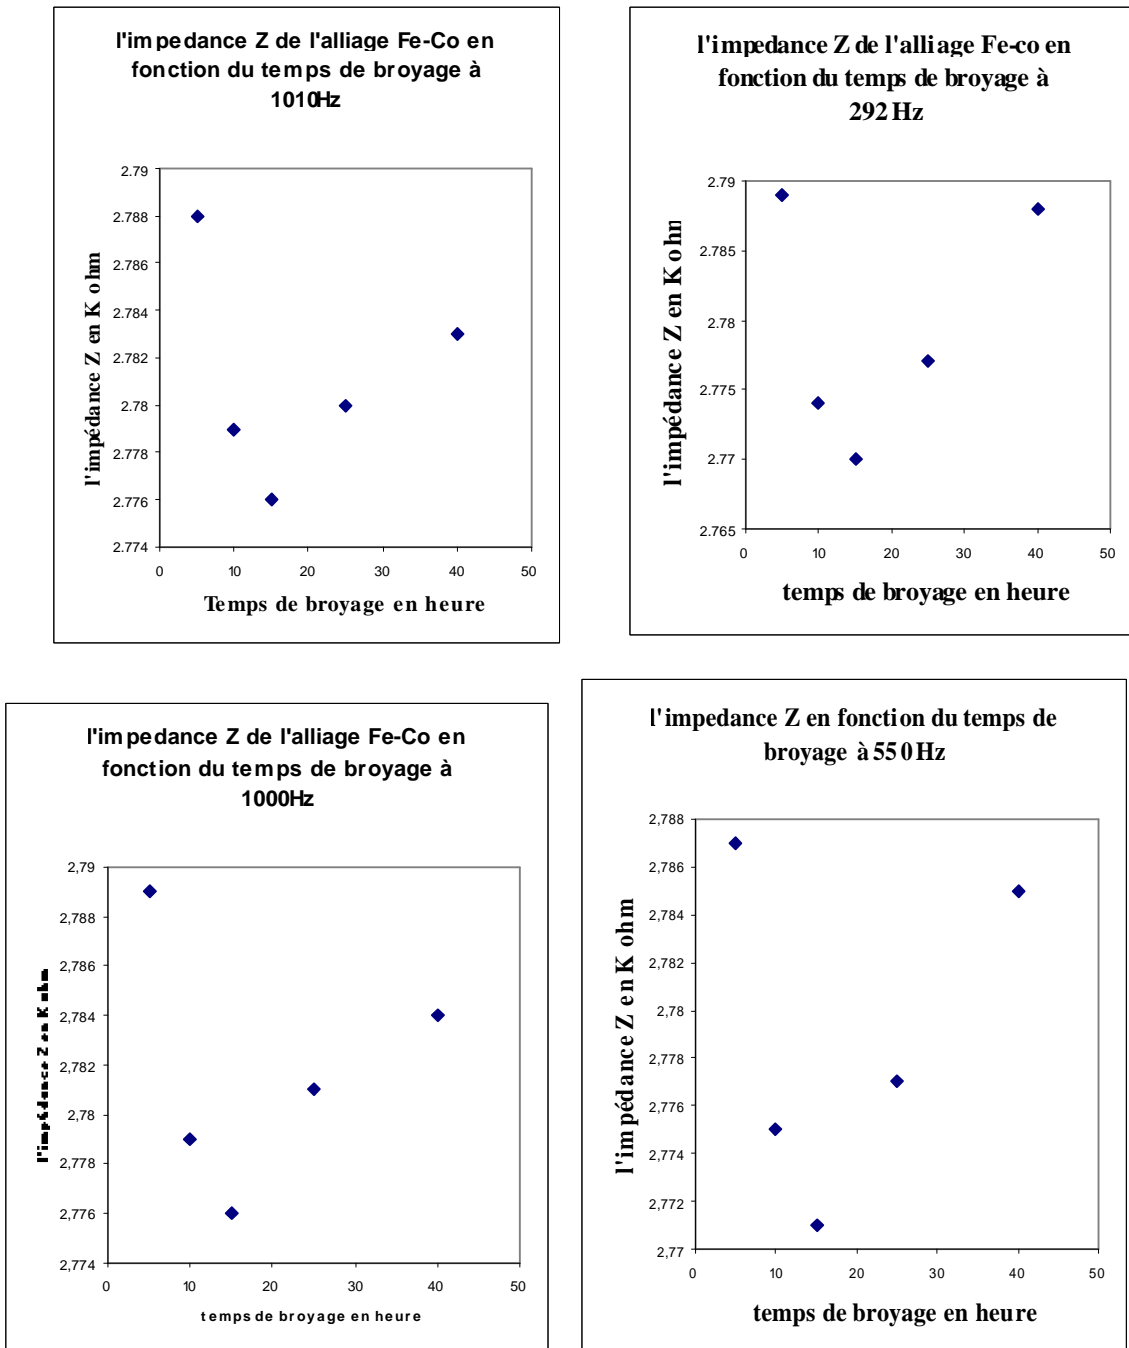 l'impedance Z de l'alliage Fe-Co en
fonction du temps de broyage à
1010Hz
2.79
2.788
2.786
2.784
2.782
2.78
2.778
2.776
2.774
0 10 20 30 40 50
l'impédance Z en K ohm
Temps de broyage en heure
l'impedance Z de l'alliage Fe-co en
fonction du temps de broyage à
292 Hz
2.79
2.785
2.78
2.775
2.77
2.765
0 10 20 30 40 50
l'impédance Z en K ohm
temps de broyage en heure
l'impedance Z de l'alliage Fe-Co en
fonction du temps de broyage à
1000Hz
2,79
2,788
2,786
2,784
2,782
2,78
2,778
2,776
2,774
0 10 20 30 40 50
l'impédance Z en K ohm
temps de broyage en heure
l'impedance Z en fonction du temps de
broyage à 550 Hz
2,788
2,786
2,784
2,782
2,78
2,778
2,776
2,774
2,772
2,77
0 10 20 30 40 50
l'impédance Z en K ohm
temps de broyage en heure